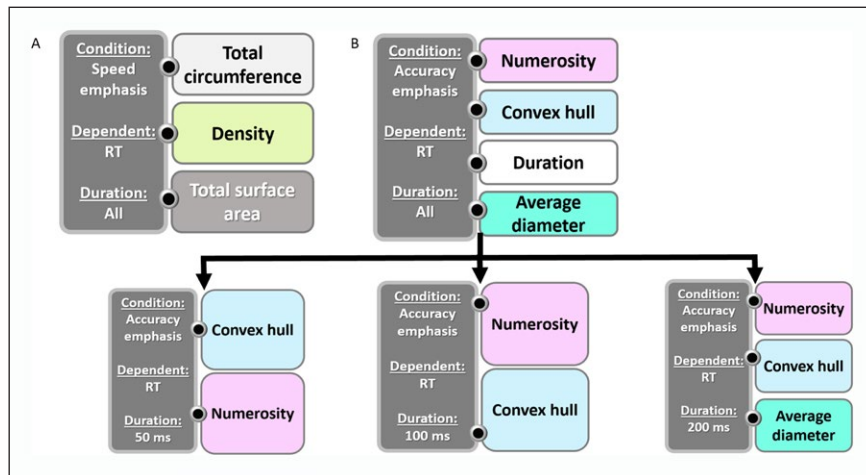 A
Condition:
Speed
emphasis
Dependent:
RT
Duration:
All
Total
circumference
Density
Total surface
area
B
Condition:
Accuracy
emphasis
Dependent:
RT
Duration:
All
Numerosity
Convex hull
Duration
Average
diameter
Condition:
Accuracy
emphasis
Dependent:
RT
Duration:
50 ms
Convex hull
Numerosity
Condition:
Accuracy
emphasis
Dependent:
RT
Duration:
100 ms
Numerosity
Convex hull
Condition:
Accuracy
emphasis
Dependent:
RT
Duration:
200 ms
Numerosity
Convex hull
Average
diameter